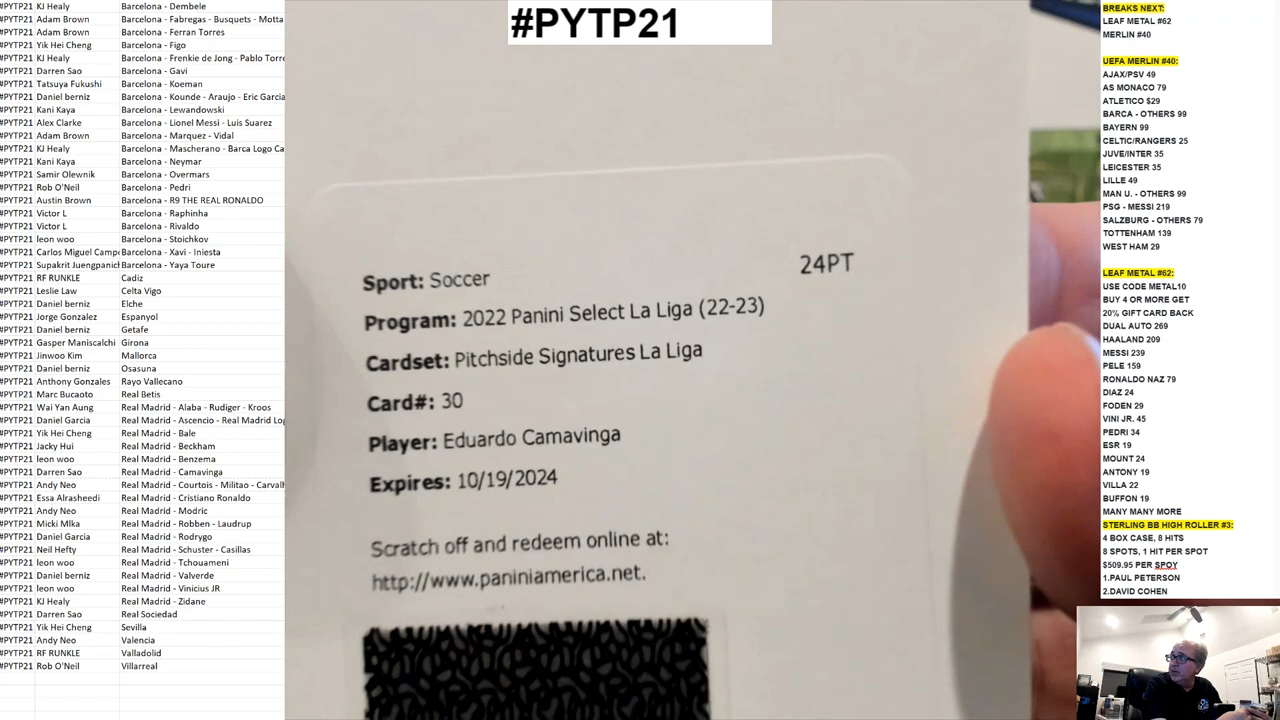 #PYTP21
#PYTP21 KJ Healy Barcelona - Dembele
#PYTP21 Adam Brown Barcelona - Fabregas - Busquets - Motta
#PYTP21 Adam Brown Barcelona - Ferran Torres
#PYTP21 Yik Hei Cheng Barcelona - Figo
#PYTP21 KJ Healy Barcelona - Frenkie de Jong - Pablo Torre
#PYTP21 Darren Sao Barcelona - Gavi
#PYTP21 Tatsuya Fukushi Barcelona - Koeman
#PYTP21 Daniel berniz Barcelona - Kounde - Araujo - Eric Garcia
#PYTP21 Kani Kaya Barcelona - Lewandowski
#PYTP21 Alex Clarke Barcelona - Lionel Messi - Luis Suarez
#PYTP21 Adam Brown Barcelona - Marquez - Vidal
#PYTP21 KJ Healy Barcelona - Mascherano - Barca Logo Ca
#PYTP21 Kani Kaya Barcelona - Neymar
#PYTP21 Samir Olewnik Barcelona - Overmars
#PYTP21 Rob O'Neil Barcelona - Pedri
#PYTP21 Austin Brown Barcelona - R9 THE REAL RONALDO
#PYTP21 Victor L Barcelona - Raphinha
#PYTP21 Victor L Barcelona - Rivaldo
#PYTP21 leon woo Barcelona - Stoichkov
#PYTP21 Carlos Miguel Campo Barcelona - Xavi - Iniesta
#PYTP21 Supakrit Juengpanich Barcelona - Yaya Toure
#PYTP21 RF RUNKLE Cadiz
#PYTP21 Leslie Law Celta Vigo
#PYTP21 Daniel berniz Elche
#PYTP21 Jorge Gonzalez Espanyol
#PYTP21 Daniel berniz Getafe
#PYTP21 Gasper Maniscalchi Girona
#PYTP21 Jinwoo Kim Mallorca
#PYTP21 Daniel berniz Osasuna
#PYTP21 Anthony Gonzales Rayo Vallecano
#PYTP21 Marc Bucaoto Real Betis
#PYTP21 Wai Yan Aung Real Madrid - Alaba - Rudiger - Kroos
#PYTP21 Daniel Garcia Real Madrid - Ascencio - Real Madrid Log
#PYTP21 Yik Hei Cheng Real Madrid - Bale
#PYTP21 Jacky Hui Real Madrid - Beckham
#PYTP21 leon woo Real Madrid - Benzema
#PYTP21 Darren Sao Real Madrid - Camavinga
#PYTP21 Andy Neo Real Madrid - Courtois - Militao - Carvalh
#PYTP21 Essa Alrasheedi Real Madrid - Cristiano Ronaldo
#PYTP21 Andy Neo Real Madrid - Modric
#PYTP21 Micki Mlka Real Madrid - Robben - Laudrup
#PYTP21 Daniel Garcia Real Madrid - Rodrygo
#PYTP21 Neil Hefty Real Madrid - Schuster - Casillas
#PYTP21 leon woo Real Madrid - Tchouameni
#PYTP21 Daniel berniz Real Madrid - Valverde
#PYTP21 leon woo Real Madrid - Vinicius JR
#PYTP21 KJ Healy Real Madrid - Zidane
#PYTP21 Darren Sao Real Sociedad
#PYTP21 Yik Hei Cheng Sevilla
#PYTP21 Andy Neo Valencia
#PYTP21 RF RUNKLE Valladolid
#PYTP21 Rob O'Neil Villarreal
24PT
Sport: Soccer
Program: 2022 Panini Select La Liga (22-23)
Cardset: Pitchside Signatures La Liga
Card#: 30
Player: Eduardo Camavinga
Expires: 10/19/2024
Scratch off and redeem online at:
http://www.paniniamerica.net.
BREAKS NEXT:
LEAF METAL #62
MERLIN #40
UEFA MERLIN #40:
AJAX/PSV 49
AS MONACO 79
ATLETICO $29
BARCA - OTHERS 99
BAYERN 99
CELTIC/RANGERS 25
JUVE/INTER 35
LEICESTER 35
LILLE 49
MAN U. - OTHERS 99
PSG - MESSI 219
SALZBURG - OTHERS 79
TOTTENHAM 139
WEST HAM 29
LEAF METAL #62:
USE CODE METAL10
BUY 4 OR MORE GET
20% GIFT CARD BACK
DUAL AUTO 269
HAALAND 209
MESSI 239
PELE 159
RONALDO NAZ 79
DIAZ 24
FODEN 29
VINI JR. 45
PEDRI 34
ESR 19
MOUNT 24
ANTONY 19
VILLA 22
BUFFON 19
MANY MANY MORE
STERLING BB HIGH ROLLER #3:
4 BOX CASE, 8 HITS
8 SPOTS, 1 HIT PER SPOT
$509.95 PER SPOY
1.PAUL PETERSON
2.DAVID COHEN